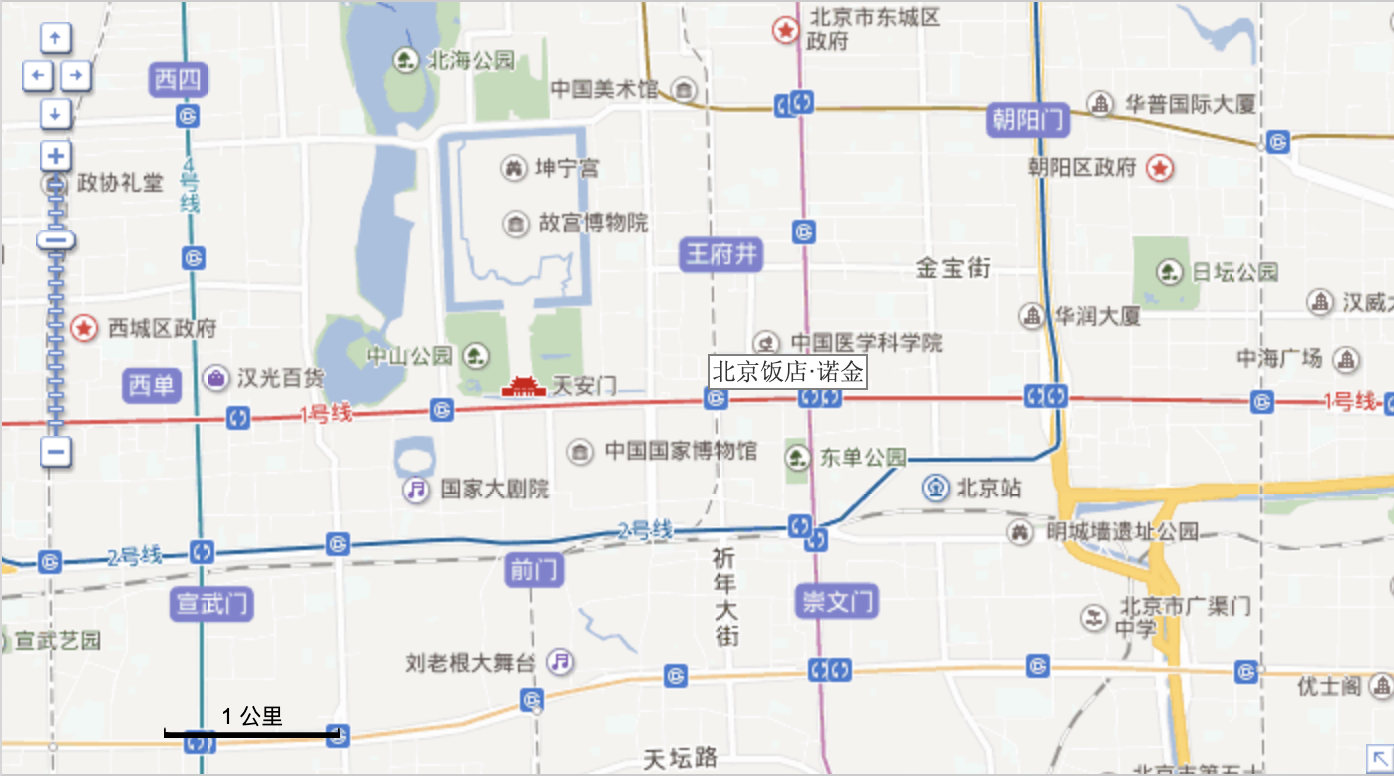 北京市东城区
政府
北海公园
西四
中国美术馆
华普国际大厦
朝阳门
坤宁宫
朝阳区政府
4号线
政协礼堂
故宫博物院
王府井
金宝街
日坛公园
汉威大
西城区政府
华润大厦
中国医学科学院
中山公园
中海广场
北京饭店·诺金
西单
汉光百货
天安门
1号线
1号线
中国国家博物馆
东单公园
国家大剧院
北京站
2号线
2号线
明城墙遗址公园
前门
祈年大街
宣武门
崇文门
北京市广渠门
中学
宣武艺园
刘老根大舞台
优士阁
1 公里
天坛路